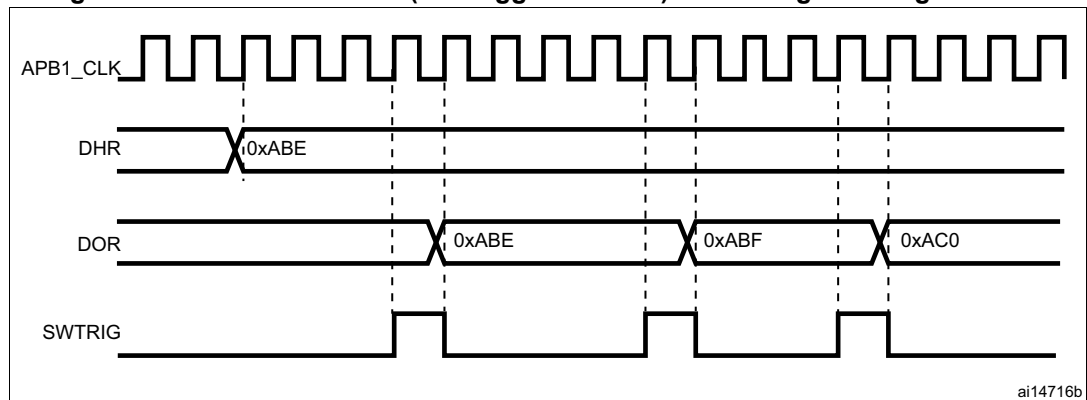 APB1_CLK
DHR
0xABE
DOR
0xABE
0xABF
0xAC0
SWTRIG
ai14716b